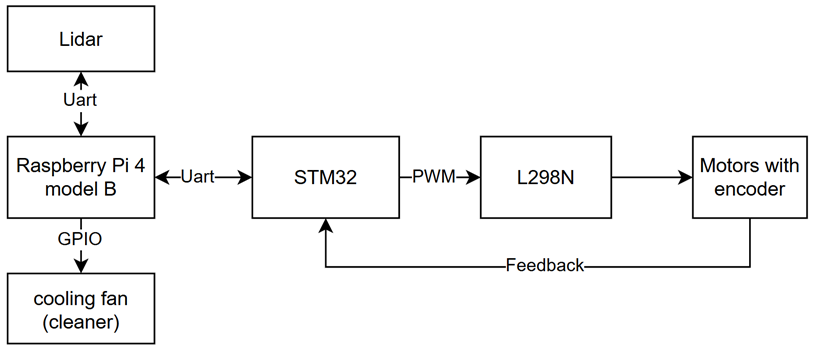 Lidar
Uart
Raspberry Pi 4
model B
Uart
STM32
PWM
L298N
Motors with
encoder
GPIO
Feedback
cooling fan
(cleaner)